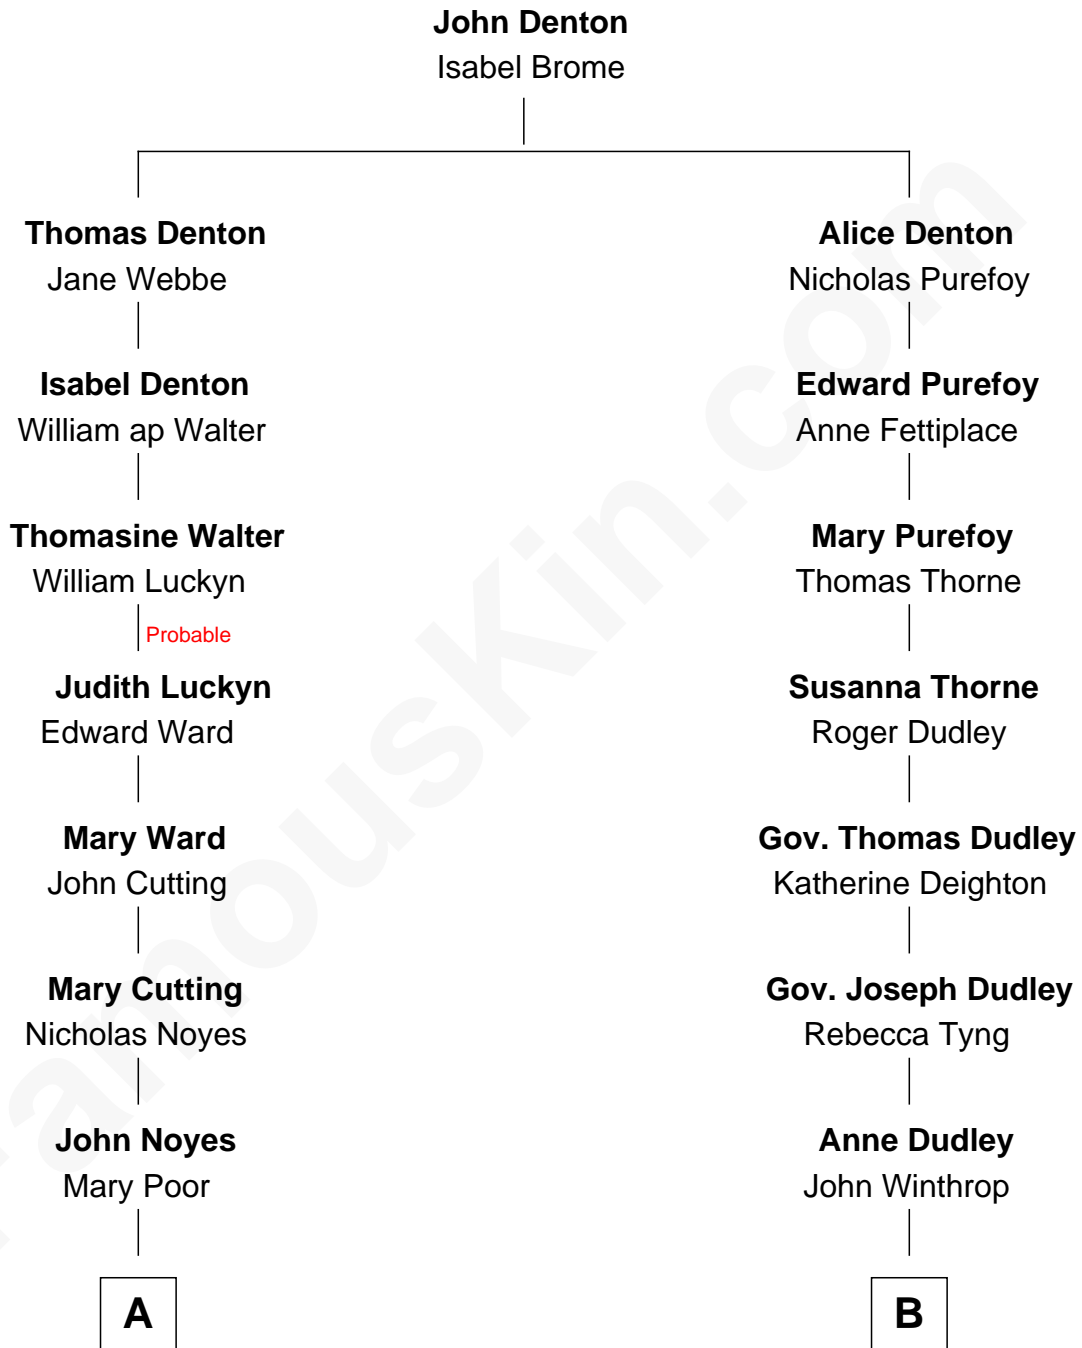 John Denton
Isabel Brome
Thomas Denton
Jane Webbe
Alice Denton
Nicholas Purefoy
Isabel Denton
William ap Walter
Edward Purefoy
Anne Fettiplace
Thomasine Walter
William Luckyn
Mary Purefoy
Thomas Thorne
Probable
Judith Luckyn
Edward Ward
Susanna Thorne
Roger Dudley
Mary Ward
John Cutting
Gov. Thomas Dudley
Katherine Deighton
Mary Cutting
Nicholas Noyes
Gov. Joseph Dudley
Rebecca Tyng
John Noyes
Mary Poor
Anne Dudley
John Winthrop
A
B
FamousKin.com